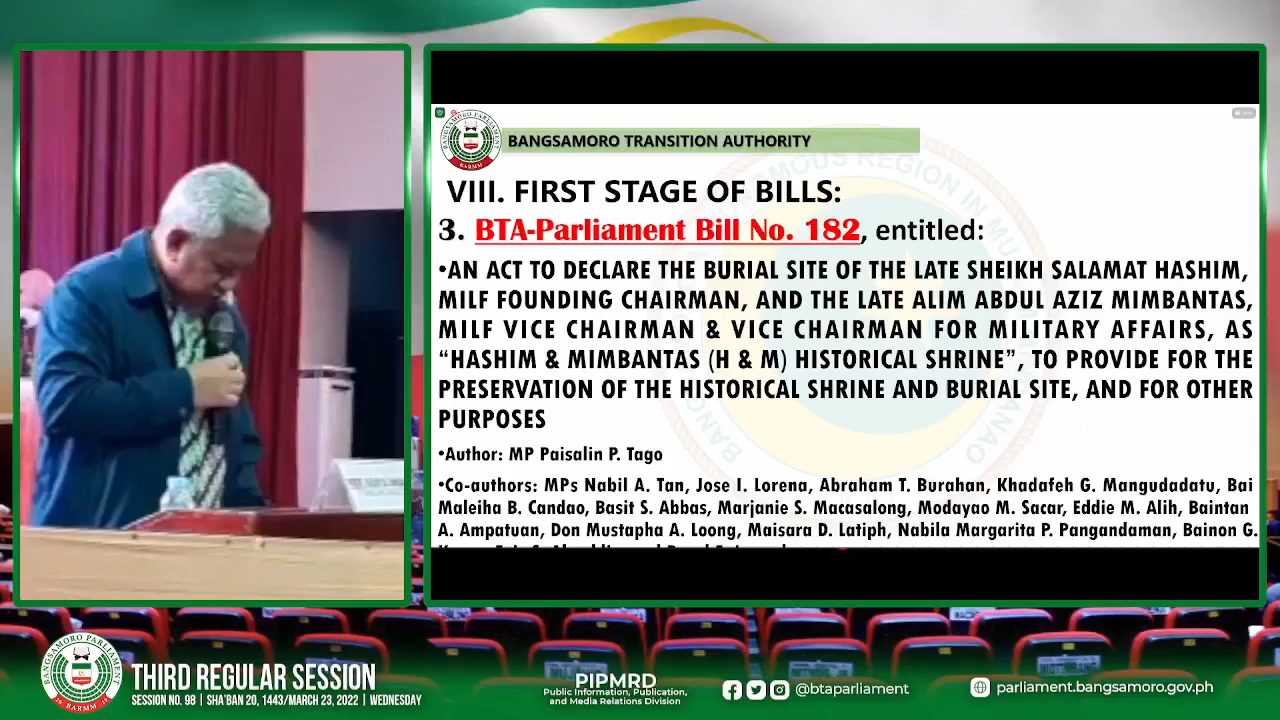 BANGSAMORO TRANSITION AUTHORITY
VIII. FIRST STAGE OF BILLS:
3. BTA-Parliament Bill No. 182, entitled:
•AN ACT TO DECLARE THE BURIAL SITE OF THE LATE SHEIKH SALAMAT HASHIM,
MILF FOUNDING CHAIRMAN, AND THE LATE ALIM ABDUL AZIZ MIMBANTAS,
MILF VICE CHAIRMAN & VICE CHAIRMAN FOR MILITARY AFFAIRS, AS
“HASHIM & MIMBANTAS (H & M) HISTORICAL SHRINE”, TO PROVIDE FOR THE
PRESERVATION OF THE HISTORICAL SHRINE AND BURIAL SITE, AND FOR OTHER
PURPOSES
•Author: MP Paisalin P. Tago
•Co-authors: MPs Nabil A. Tan, Jose I. Lorena, Abraham T. Burahan, Khadafeh G. Mangudadatu, Bai
Maleiha B. Candao, Basit S. Abbas, Marjanie S. Macasalong, Modayao M. Sacar, Eddie M. Alih, Baintan
A. Ampatuan, Don Mustapha A. Loong, Maisara D. Latiph, Nabila Margarita P. Pangandaman, Bainon G.
BANGSAMORO PARLIAMENT
BARMM
THIRD REGULAR SESSION
SESSION NO. 98 | SHA'BAN 20, 1443/MARCH 23, 2022 | WEDNESDAY
PIPMRD
Public Information, Publication,
and Media Relations Division
@btaparliament
parliament.bangsamoro.gov.ph